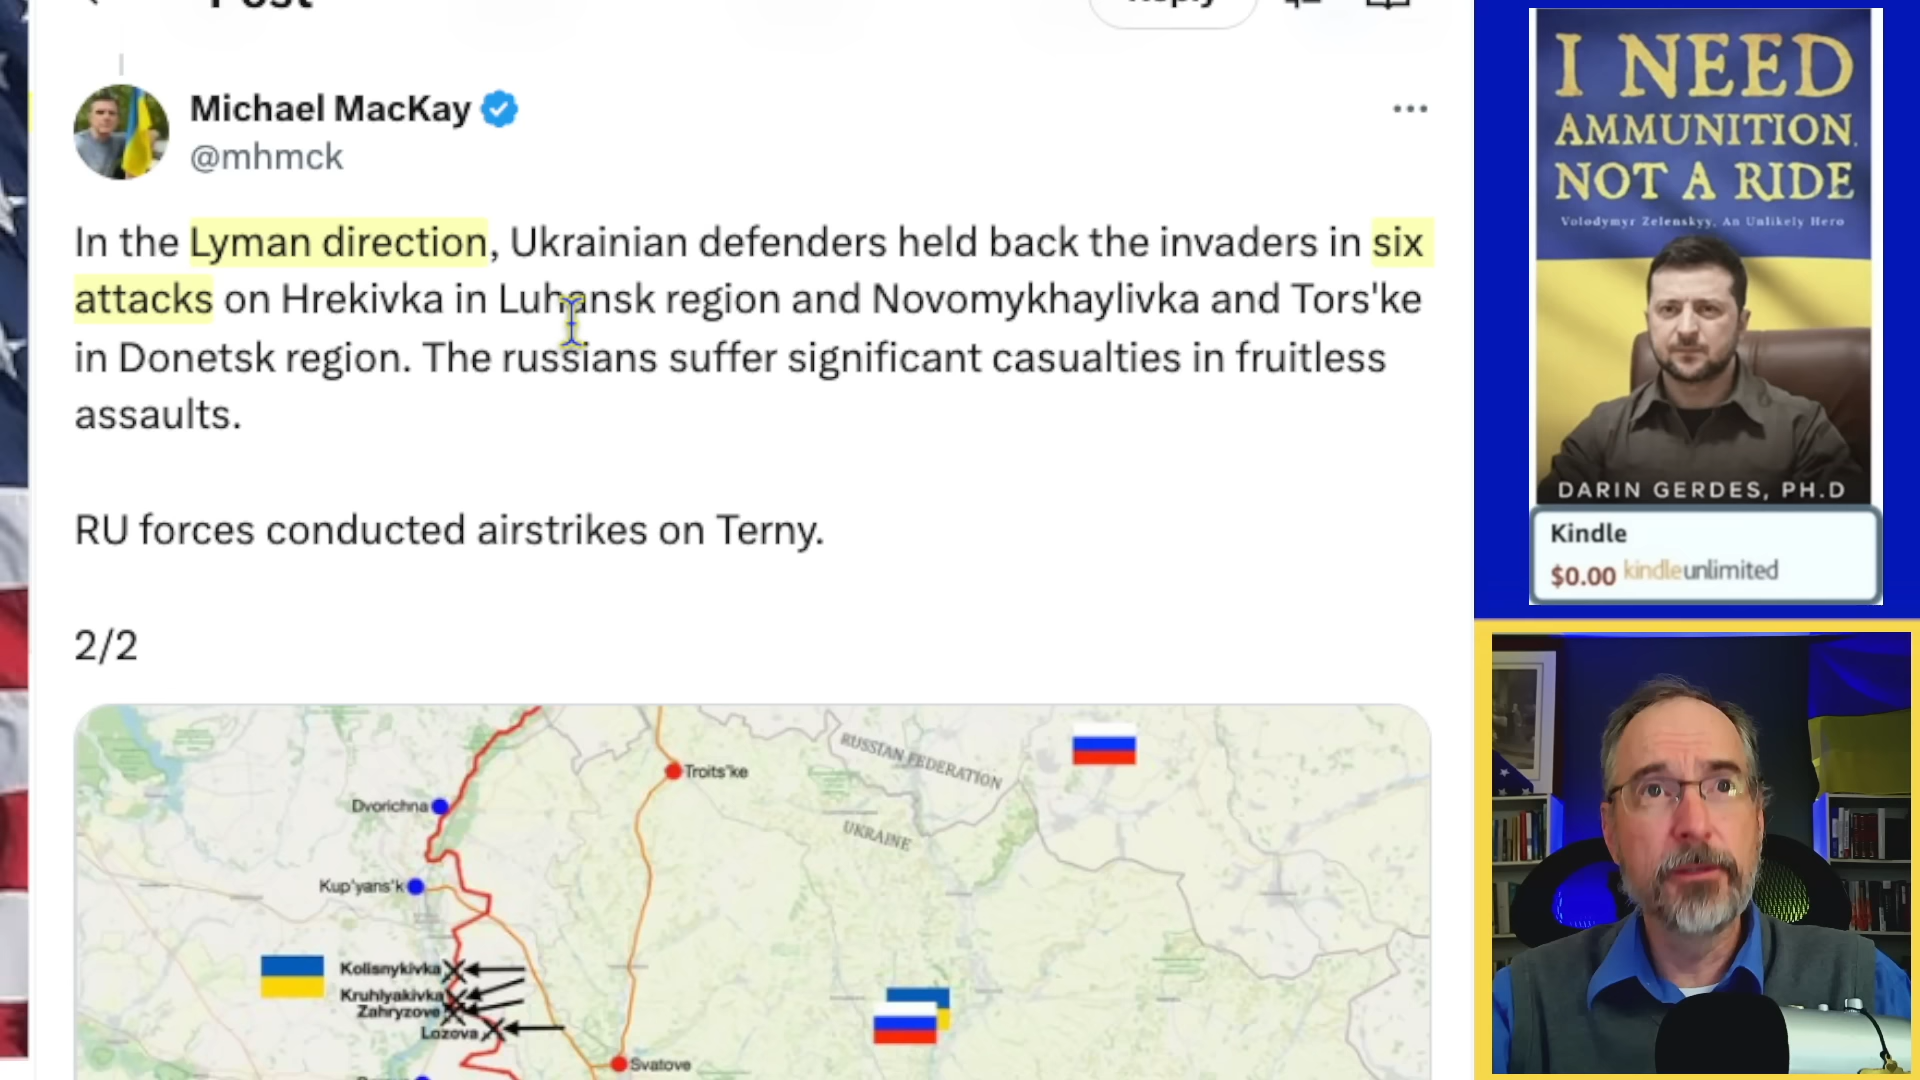 Post
Reply
Michael MacKay
@mhmck
In the Lyman direction, Ukrainian defenders held back the invaders in six
attacks on Hrekivka in Luhansk region and Novomykhaylivka and Tors'ke
in Donetsk region. The russians suffer significant casualties in fruitless
assaults.
RU forces conducted airstrikes on Terny.
2/2
RUSSIAN FEDERATION
Troits'ke
Dvorichna
UKRAINE
Kup'yans'k
Kolisnykivka
Kruhlyakivka
Zahryzove
Lozova
Svatove
I NEED
AMMUNITION,
NOT A RIDE
Volodymyr Zelenskyy, An Unlikely Hero
DARIN GERDES, PH.D
Kindle
$0.00 kindleunlimited